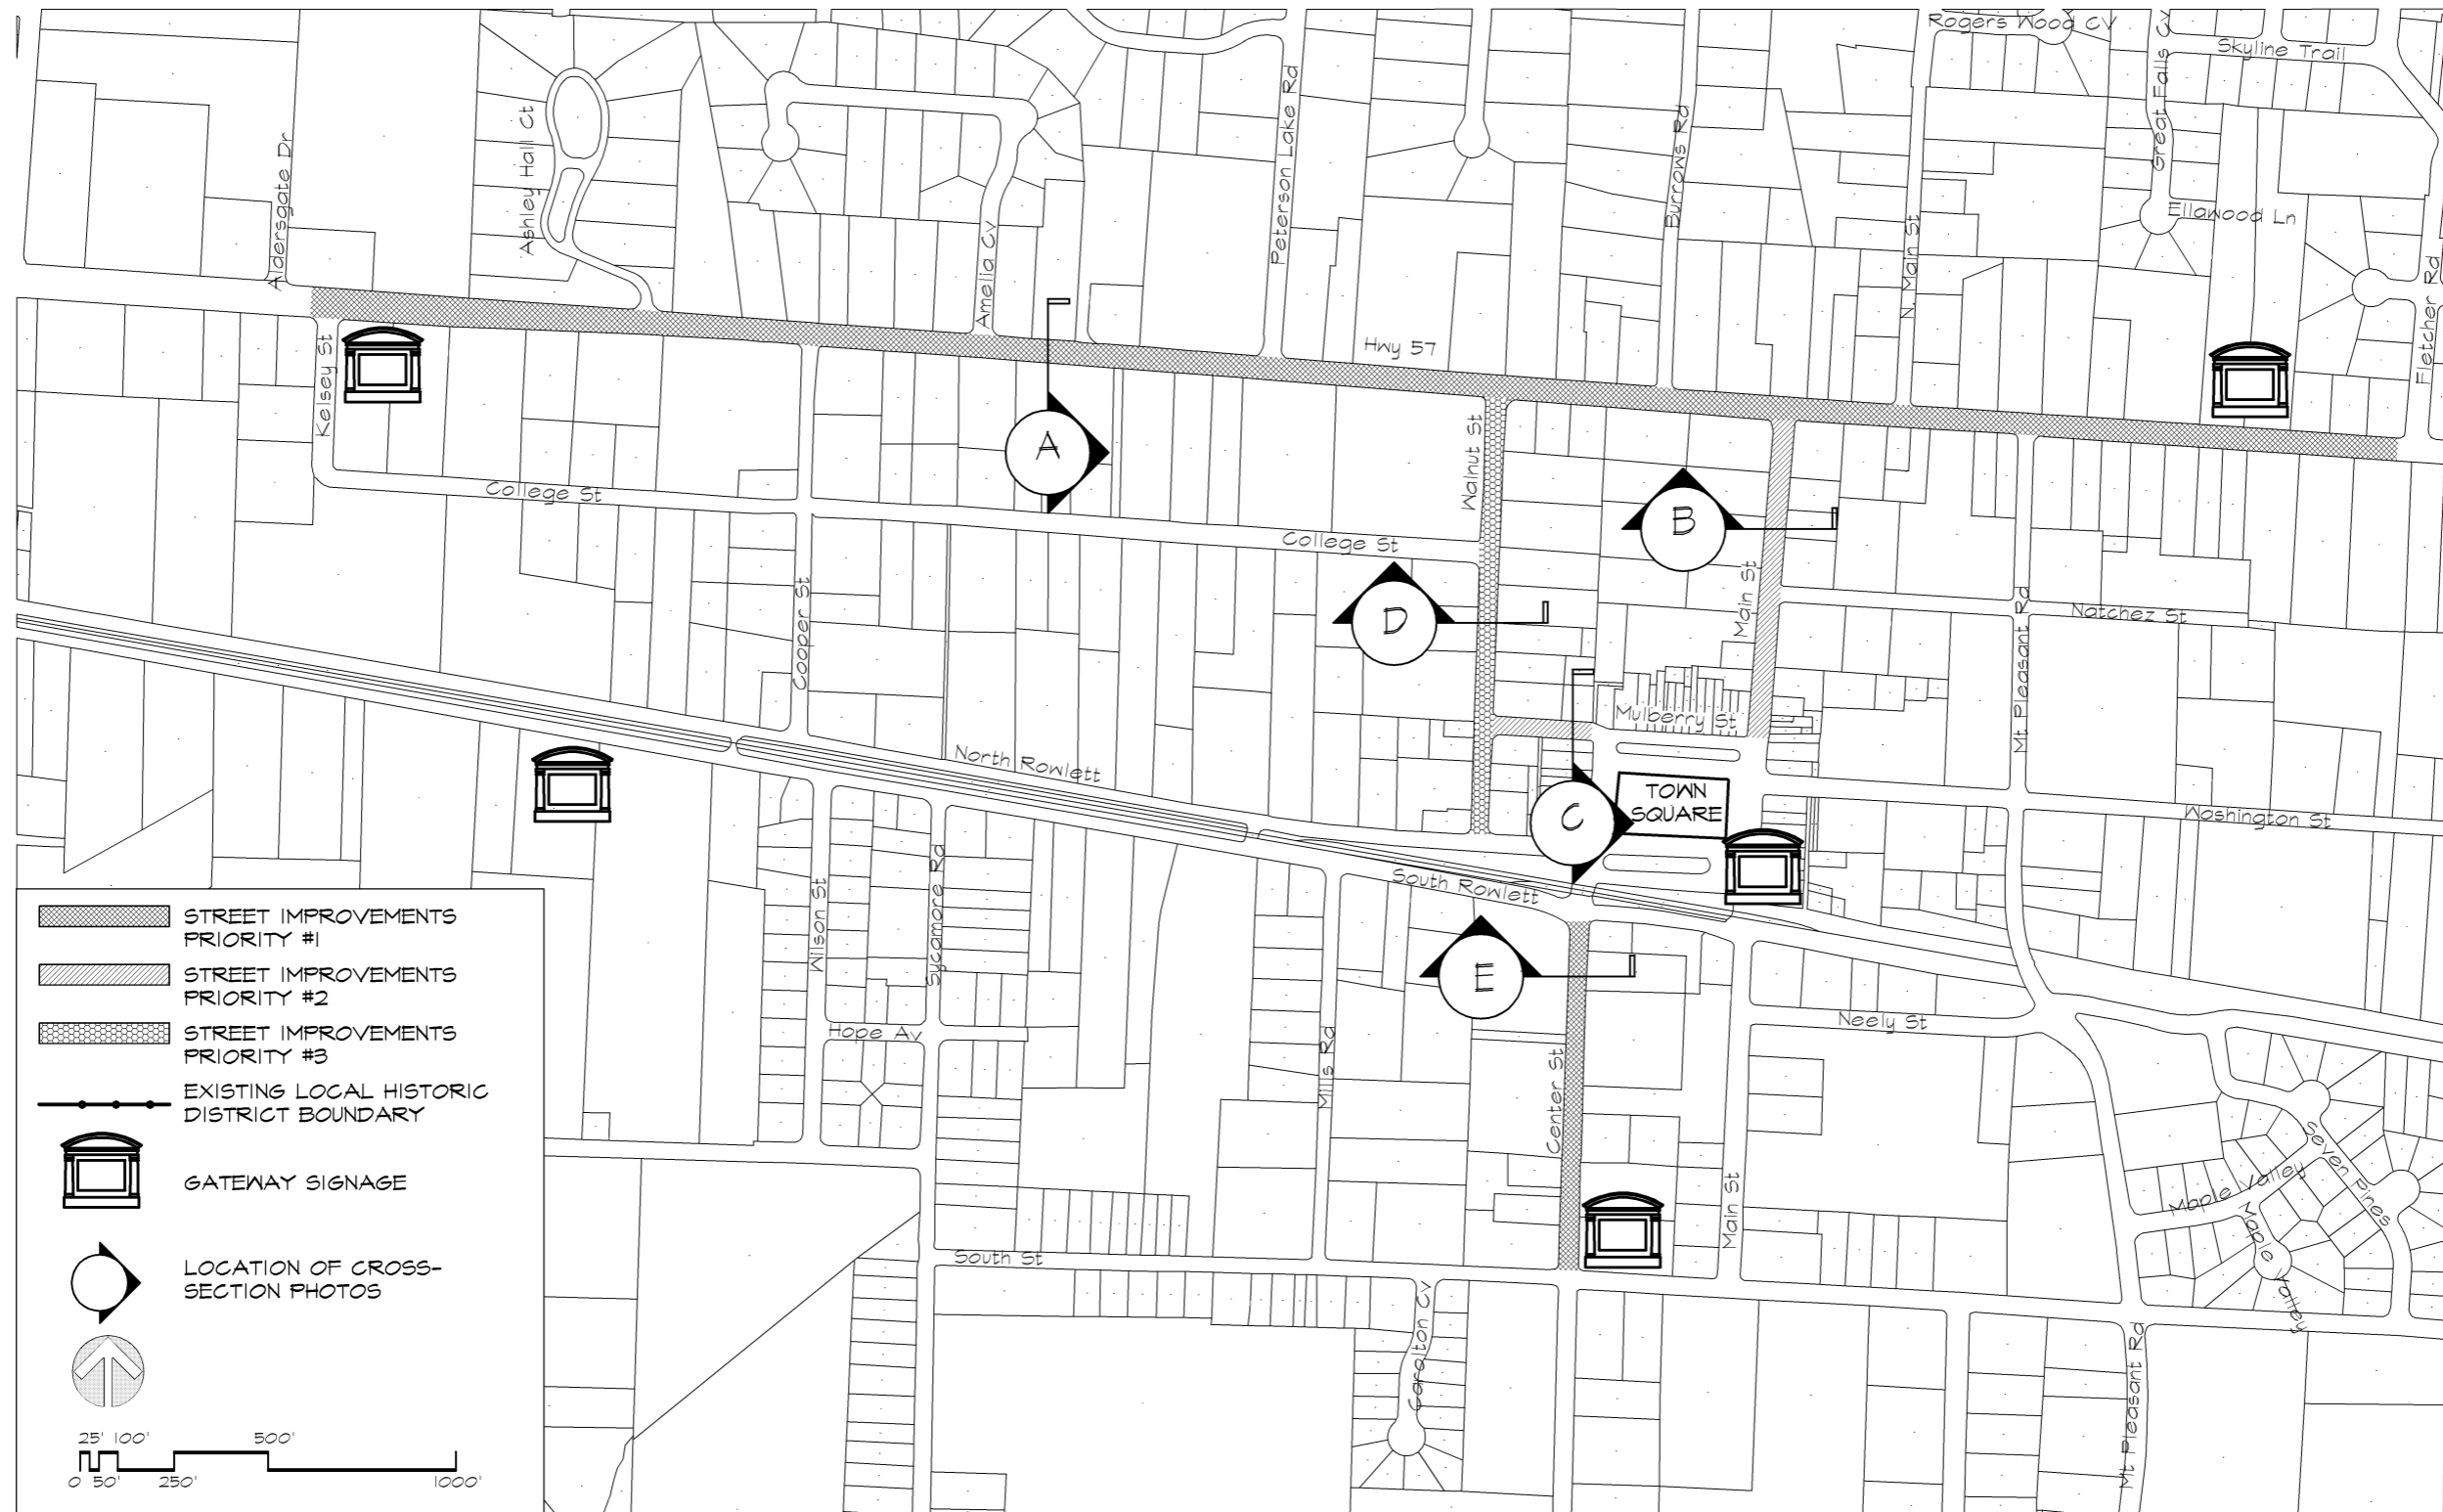 Rogers Wood CV
Skyline Trail
Great Falls Cv
Aldersgate Dr
Ashley Hall Ct
Peterson Lake Rd
Burrows Rd
N. Main St
Ellawood Ln
Amelia Cv
Fletcher Rd
Hwy 57
Kelsey St
Walnut St
A
College St
B
College St
Main St
Cooper St
D
Natchez St
Mt Pleasant Rd
Mulberry St
North Rowlett
TOWN
SQUARE
C
Washington St
South Rowlett
Wilson St
Sycamore Rd
E
Hope Av
Neely St
Mills Rd
Center St
Seven Pines
Maple Valley
Maple Valley
Main St
South St
Carolton Cv
Mt Pleasant Rd
STREET IMPROVEMENTS
PRIORITY #1
STREET IMPROVEMENTS
PRIORITY #2
STREET IMPROVEMENTS
PRIORITY #3
EXISTING LOCAL HISTORIC
DISTRICT BOUNDARY
GATEWAY SIGNAGE
LOCATION OF CROSS-
SECTION PHOTOS
25' 100' 500'
0 50' 250' 1000'